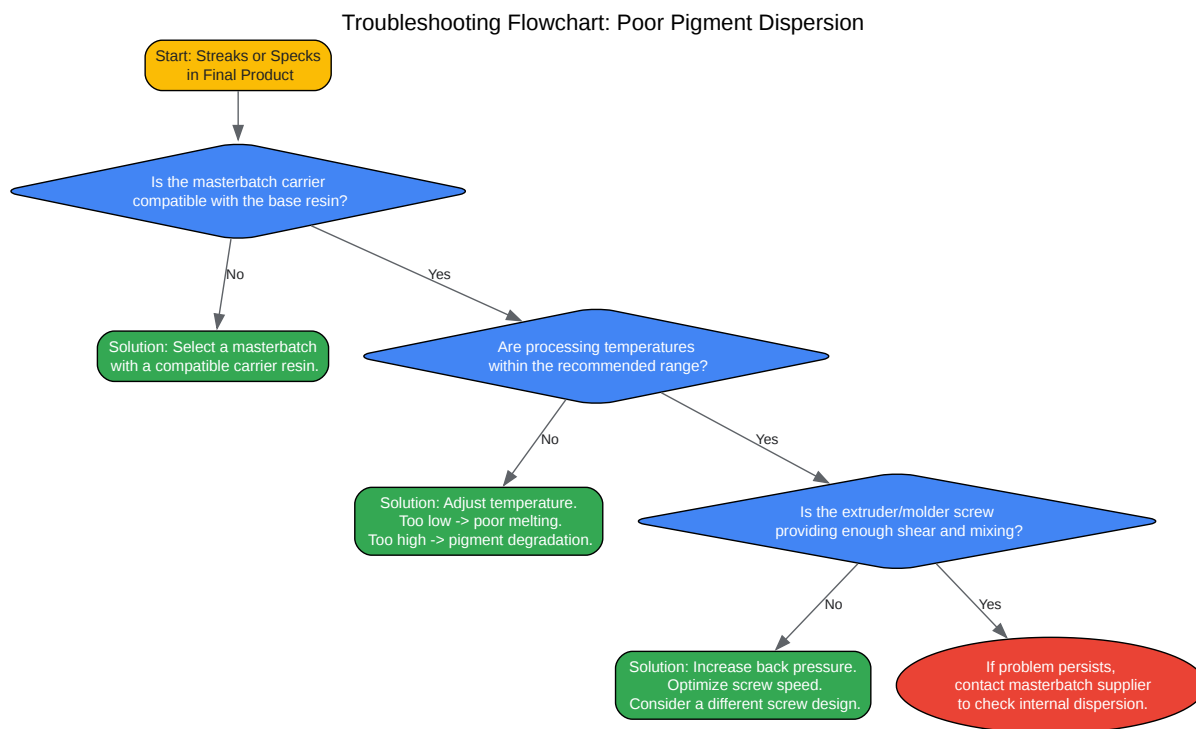 Troubleshooting Flowchart: Poor Pigment Dispersion
Start: Streaks or Specks
in Final Product
Is the masterbatch carrier
compatible with the base resin?
No
Yes
Solution: Select a masterbatch
with a compatible carrier resin.
Are processing temperatures
within the recommended range?
No
Yes
Solution: Adjust temperature.
Too low -> poor melting.
Too high -> pigment degradation.
Is the extruder/molder screw
providing enough shear and mixing?
No
Yes
Solution: Increase back pressure.
Optimize screw speed.
Consider a different screw design.
If problem persists,
contact masterbatch supplier
to check internal dispersion.